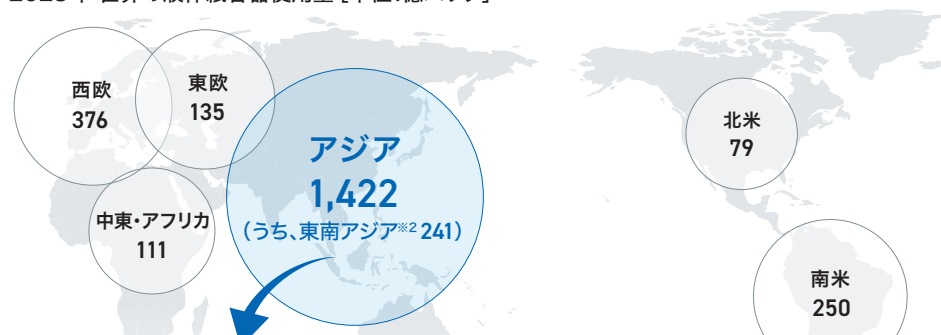 西欧
376
東欧
135
アジア
1,422
(うち、東南アジア※2 241)
中東・アフリカ
111
北米
79
南米
250